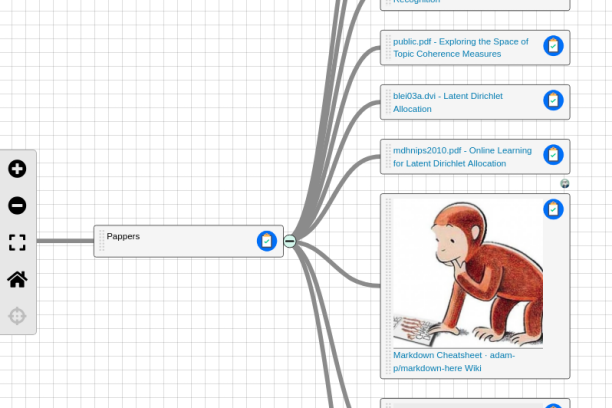 Recognition
public.pdf - Exploring the Space of
Topic Coherence Measures
blei03a.dvi - Latent Dirichlet
Allocation
mdhnips2010.pdf - Online Learning
for Latent Dirichlet Allocation
Pappers
Markdown Cheatsheet · adam-
p/markdown-here Wiki